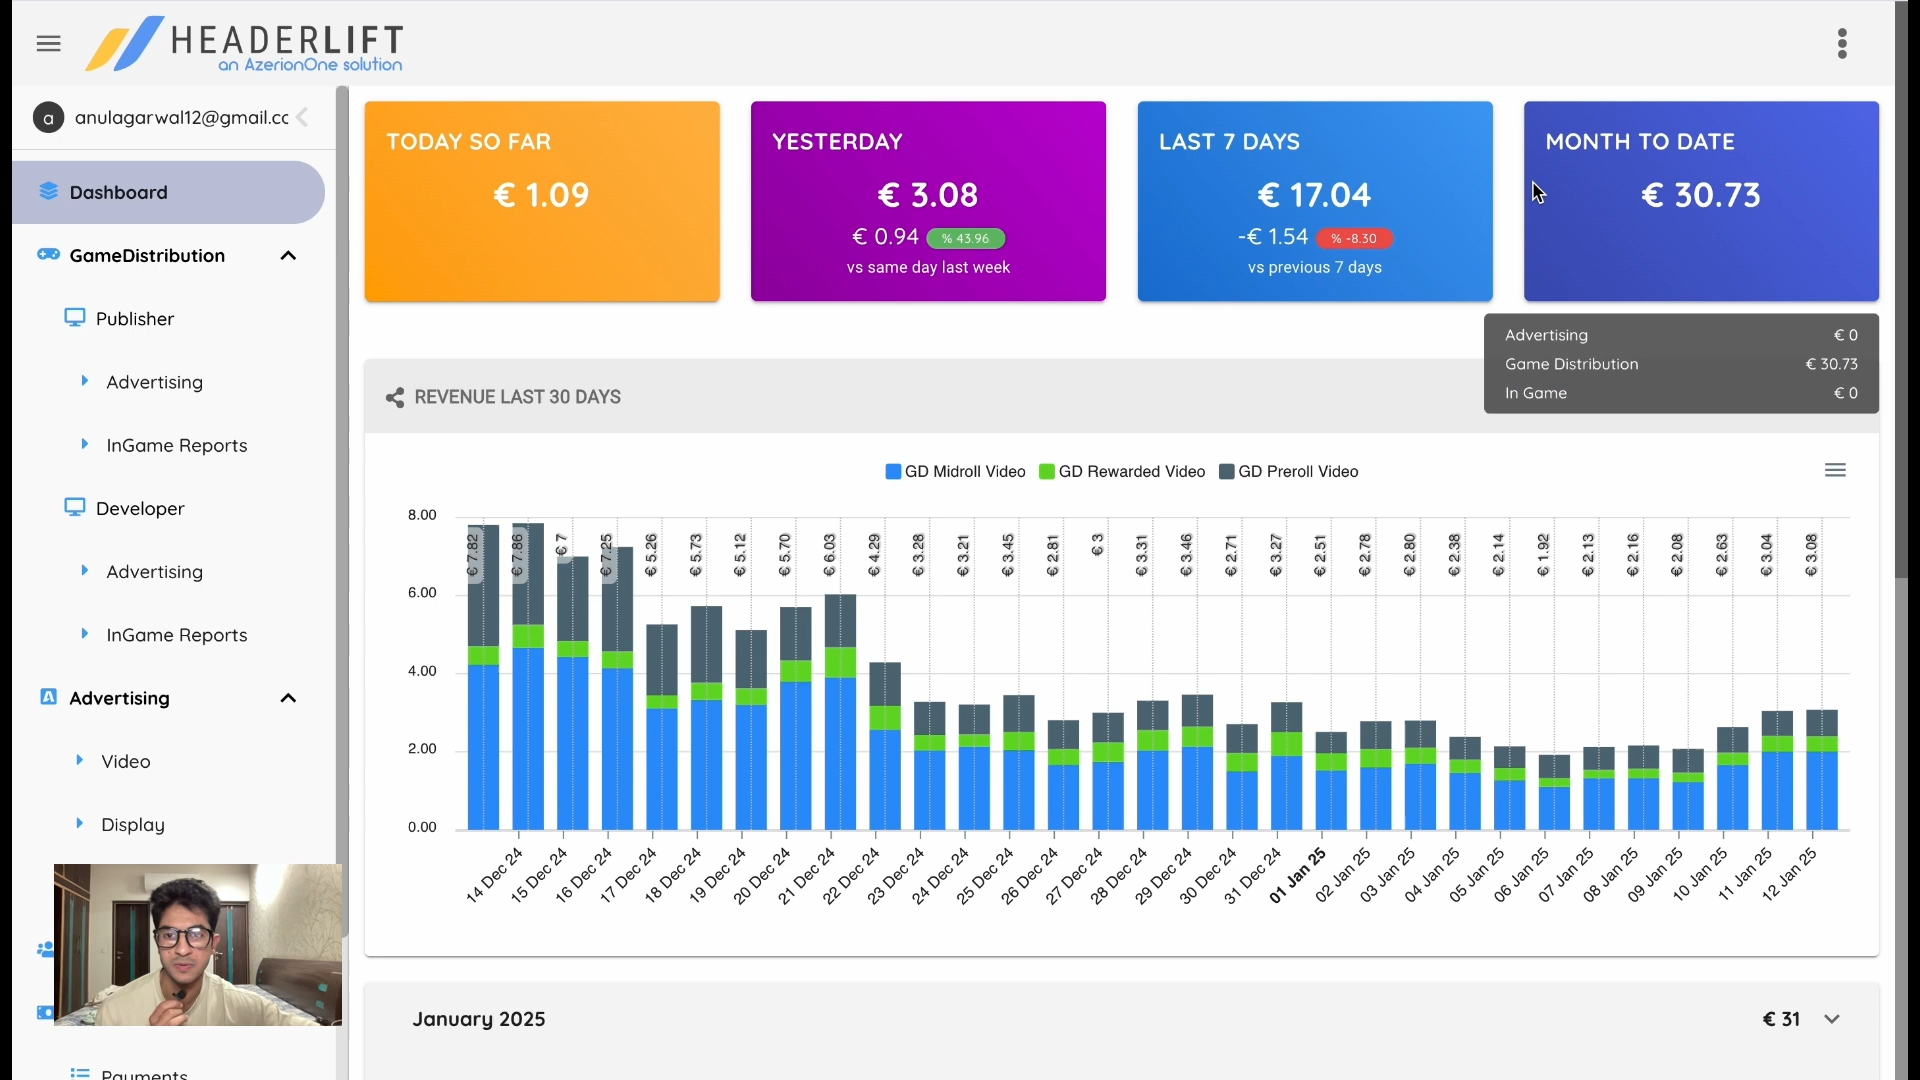 HEADERLIFT
an AzerionOne solution
a
anulagarwal12@gmail.cc
Dashboard
GameDistribution
Publisher
Advertising
InGame Reports
Developer
Advertising
InGame Reports
Advertising
Video
Display
Payments
TODAY SO FAR
€ 1.09
YESTERDAY
€ 3.08
€ 0.94 % 43.96
vs same day last week
LAST 7 DAYS
€ 17.04
-€ 1.54 % -8.30
vs previous 7 days
MONTH TO DATE
€ 30.73
Advertising € 0
Game Distribution € 30.73
In Game € 0
REVENUE LAST 30 DAYS
GD Midroll Video GD Rewarded Video GD Preroll Video
8.00
6.00
4.00
2.00
0.00
€ 7.82
€ 7.86
€ 7
€ 7.25
€ 5.26
€ 5.73
€ 5.12
€ 5.70
€ 6.03
€ 4.29
€ 3.28
€ 3.21
€ 3.45
€ 2.81
€ 3
€ 3.31
€ 3.46
€ 2.71
€ 3.27
€ 2.51
€ 2.78
€ 2.80
€ 2.38
€ 2.14
€ 1.92
€ 2.13
€ 2.16
€ 2.08
€ 2.63
€ 3.04
€ 3.08
14 Dec 24
15 Dec 24
16 Dec 24
17 Dec 24
18 Dec 24
19 Dec 24
20 Dec 24
21 Dec 24
22 Dec 24
23 Dec 24
24 Dec 24
25 Dec 24
26 Dec 24
27 Dec 24
28 Dec 24
29 Dec 24
30 Dec 24
31 Dec 24
01 Jan 25
02 Jan 25
03 Jan 25
04 Jan 25
05 Jan 25
06 Jan 25
07 Jan 25
08 Jan 25
09 Jan 25
10 Jan 25
11 Jan 25
12 Jan 25
January 2025 € 31